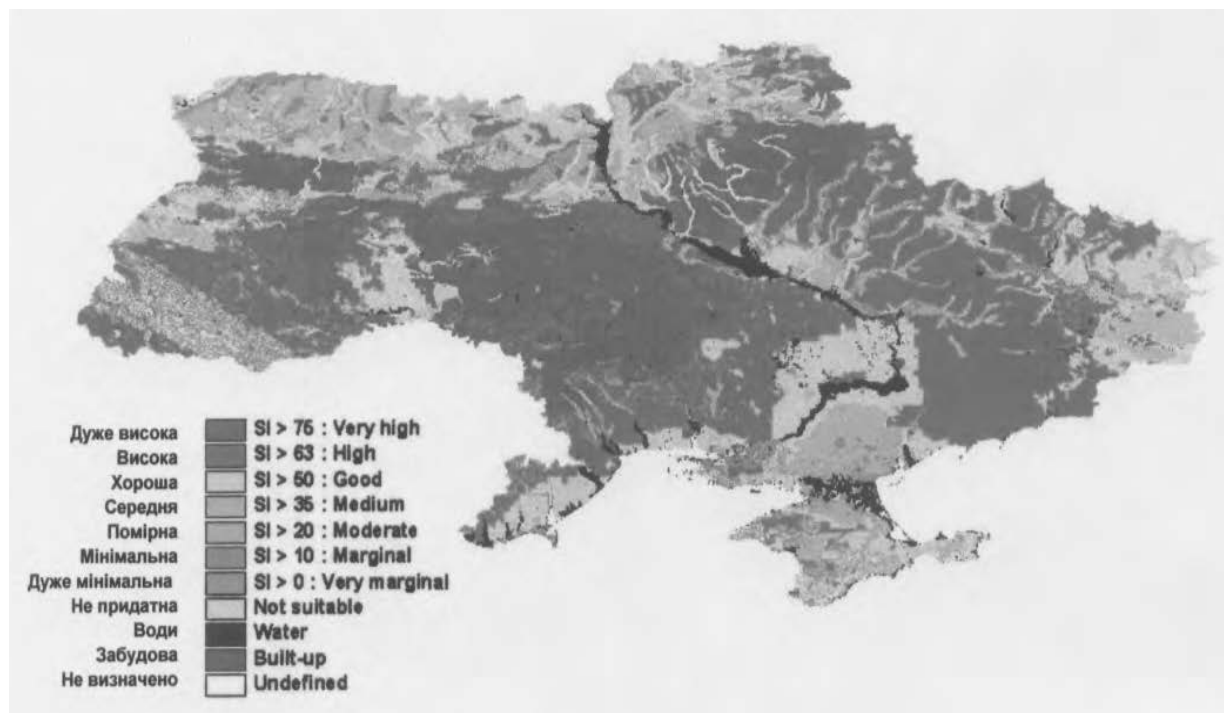 Дуже висока SI > 75 : Very high
Висока SI > 63 : High
Хороша SI > 50 : Good
Середня SI > 35 : Medium
Помірна SI > 20 : Moderate
Мінімальна SI > 10 : Marginal
Дуже мінімальна SI > 0 : Very marginal
Не придатна Not suitable
Води Water
Забудова Built-up
Не визначено Undefined